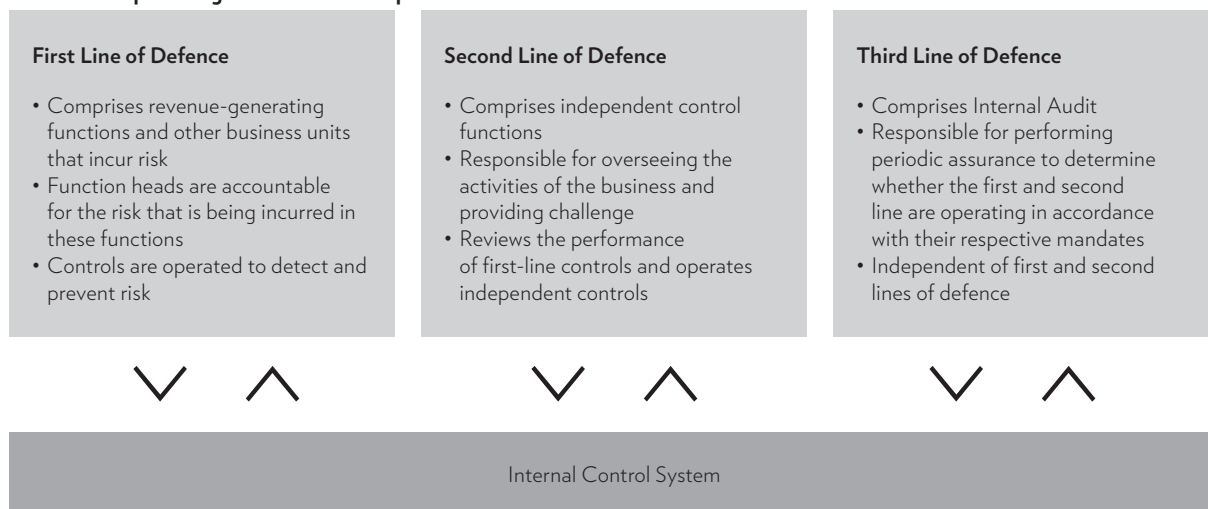 First Line of Defence
• Comprises revenue-generating
functions and other business units
that incur risk
• Function heads are accountable
for the risk that is being incurred in
these functions
• Controls are operated to detect and
prevent risk
Second Line of Defence
• Comprises independent control
functions
• Responsible for overseeing the
activities of the business and
providing challenge
• Reviews the performance
of first-line controls and operates
independent controls
Third Line of Defence
• Comprises Internal Audit
• Responsible for performing
periodic assurance to determine
whether the first and second
line are operating in accordance
with their respective mandates
• Independent of first and second
lines of defence
Internal Control System